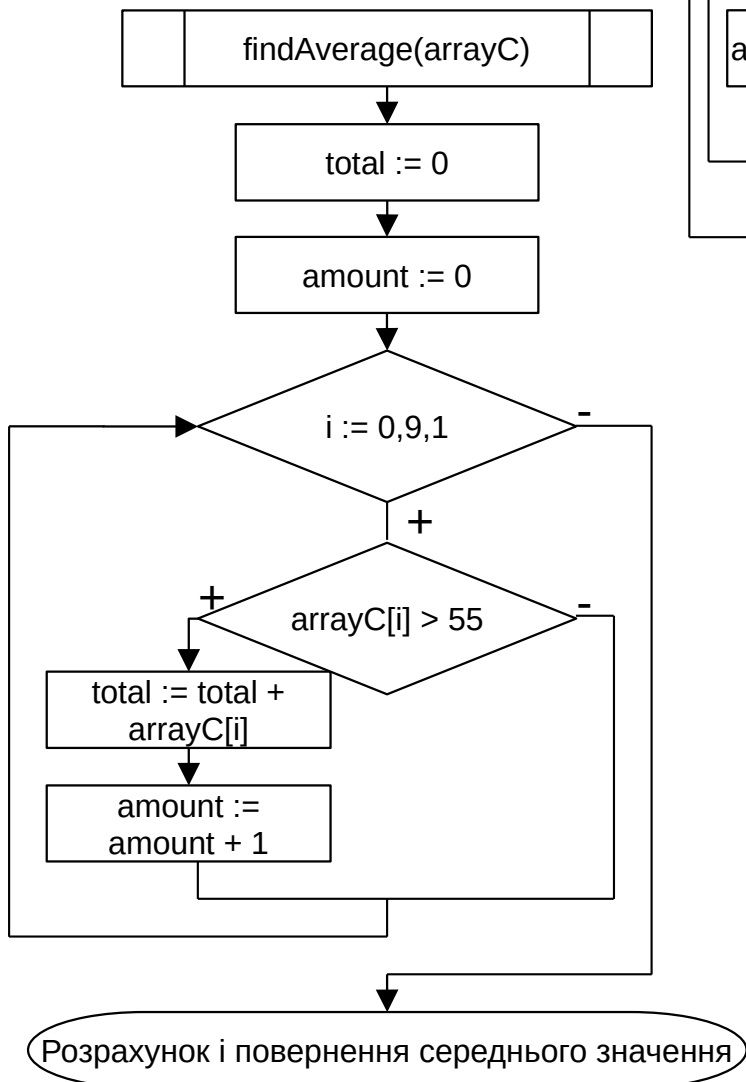 findAverage(arrayC)
a
total := 0
amount := 0
i := 0,9,1
-
+
+
arrayC[i] > 55
-
total := total +
arrayC[i]
amount :=
amount + 1
Розрахунок і повернення середнього значення